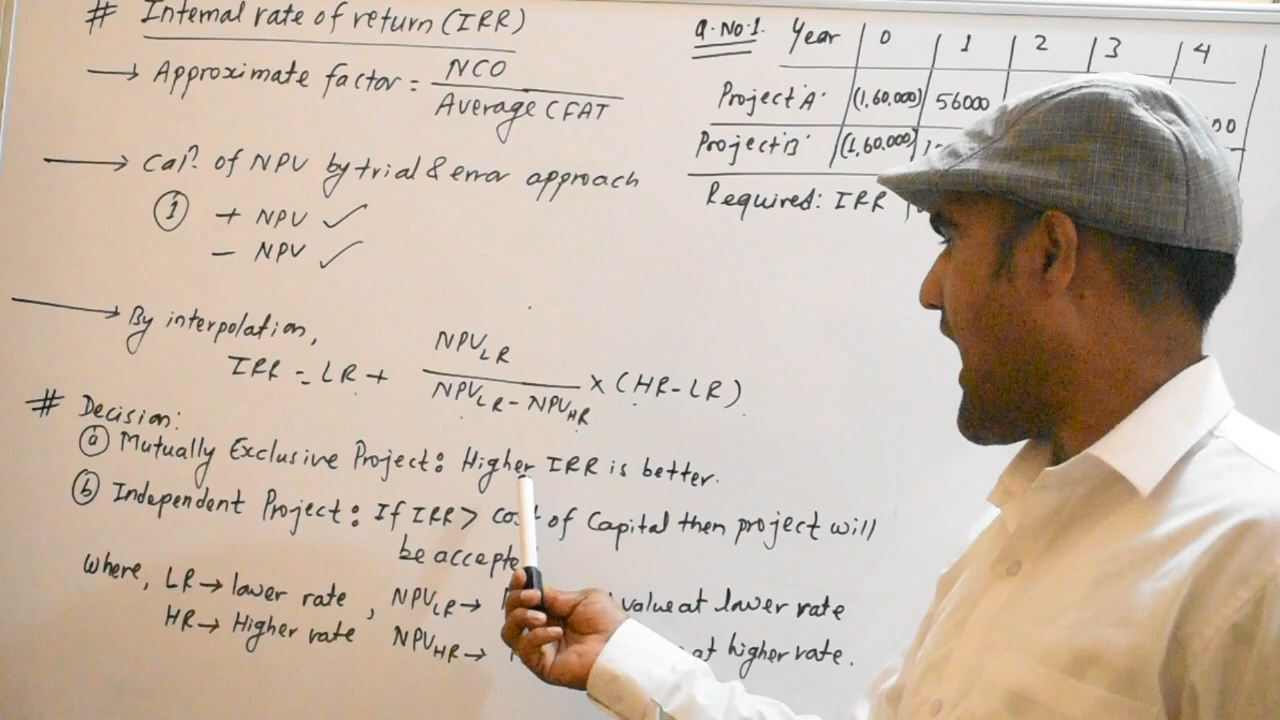 # Internal rate of return (IRR)
→ Approximate factor = NCO / Average CFAT
→ Calⁿ. of NPV by trial & error approach
① + NPV ✓
− NPV ✓
→ By interpolation,
IRR = LR + NPV_LR / (NPV_LR − NPV_HR) × (HR − LR)
# Decision:
ⓐ Mutually Exclusive Project: Higher IRR is better.
ⓑ Independent Project: If IRR > cost of Capital then project will
be accepte
where, LR → lower rate, NPV_LR → value at lower rate
HR → Higher rate NPV_HR → at higher rate.
Q.No.1. Year 0 1 2 3 4
Project 'A' (1,60,000) 56000 00
Project 'B' (1,60,000)
Required: IRR